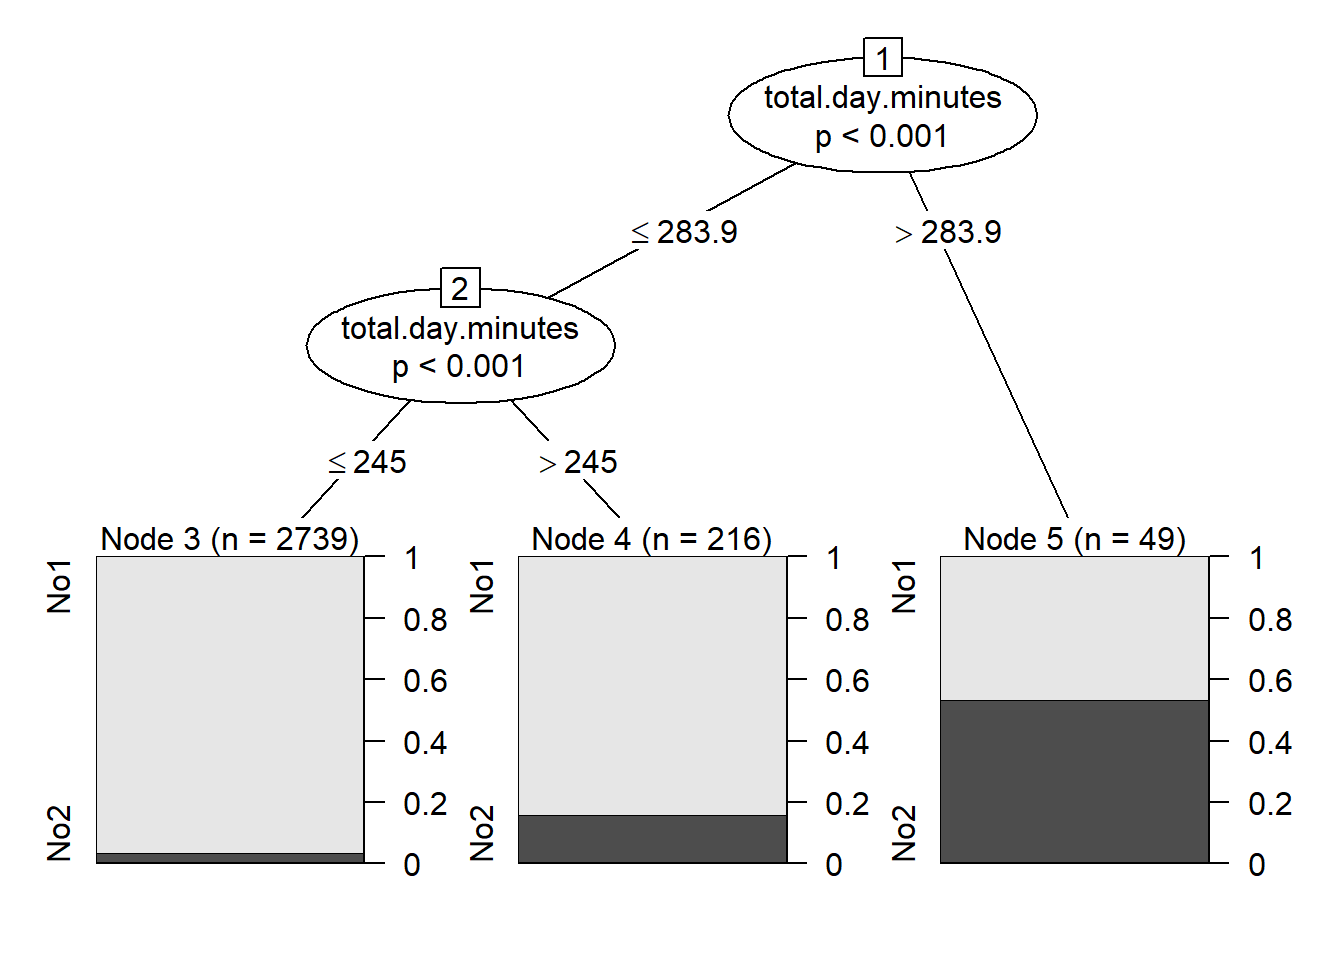 1
total.day.minutes
p < 0.001
≤ 283.9
> 283.9
2
total.day.minutes
p < 0.001
≤ 245
> 245
Node 3 (n = 2739)
No1
No2
1
0.8
0.6
0.4
0.2
0
Node 4 (n = 216)
No1
No2
1
0.8
0.6
0.4
0.2
0
Node 5 (n = 49)
No1
No2
1
0.8
0.6
0.4
0.2
0